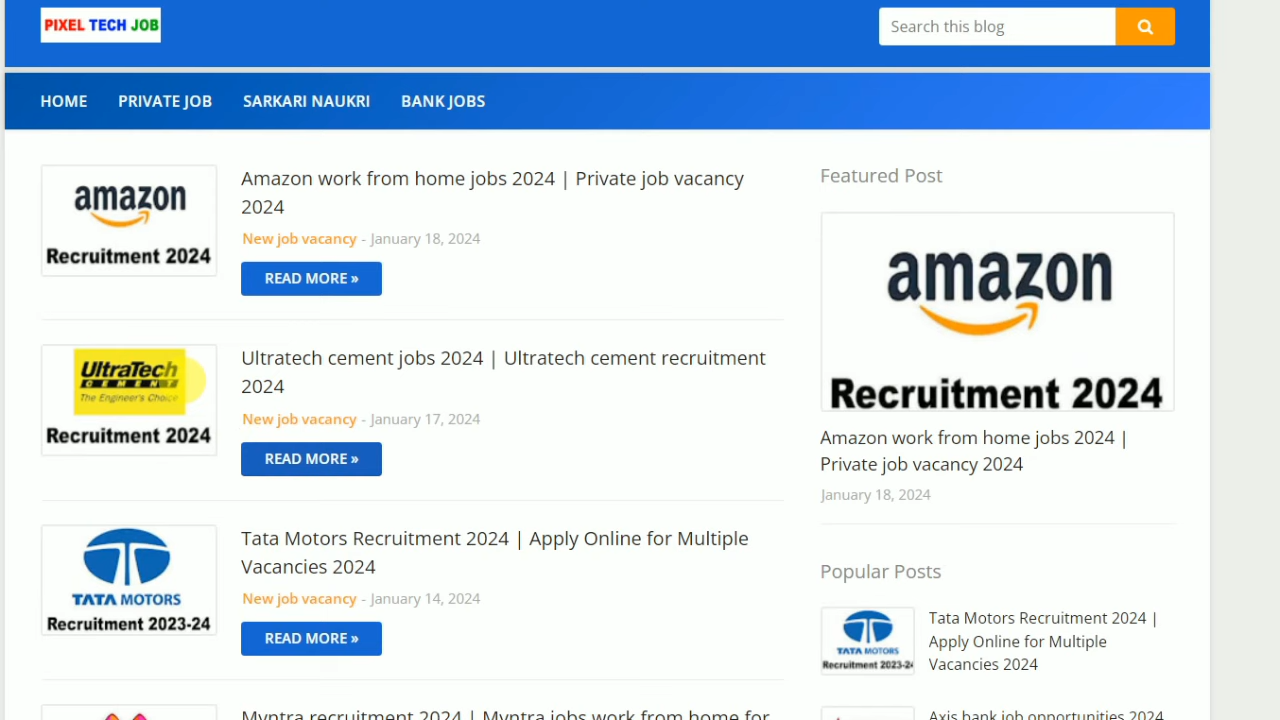 PIXEL TECH JOB
Search this blog
HOME
PRIVATE JOB
SARKARI NAUKRI
BANK JOBS
amazon
Recruitment 2024
Amazon work from home jobs 2024 | Private job vacancy
2024
New job vacancy - January 18, 2024
READ MORE »
UltraTech
CEMENT
The Engineer's Choice
Recruitment 2024
Ultratech cement jobs 2024 | Ultratech cement recruitment
2024
New job vacancy - January 17, 2024
READ MORE »
TATA MOTORS
Recruitment 2023-24
Tata Motors Recruitment 2024 | Apply Online for Multiple
Vacancies 2024
New job vacancy - January 14, 2024
READ MORE »
Myntra recruitment 2024 | Myntra jobs work from home for
Featured Post
amazon
Recruitment 2024
Amazon work from home jobs 2024 |
Private job vacancy 2024
January 18, 2024
Popular Posts
TATA MOTORS
Recruitment 2023-24
Tata Motors Recruitment 2024 |
Apply Online for Multiple
Vacancies 2024
Axis bank job opportunities 2024